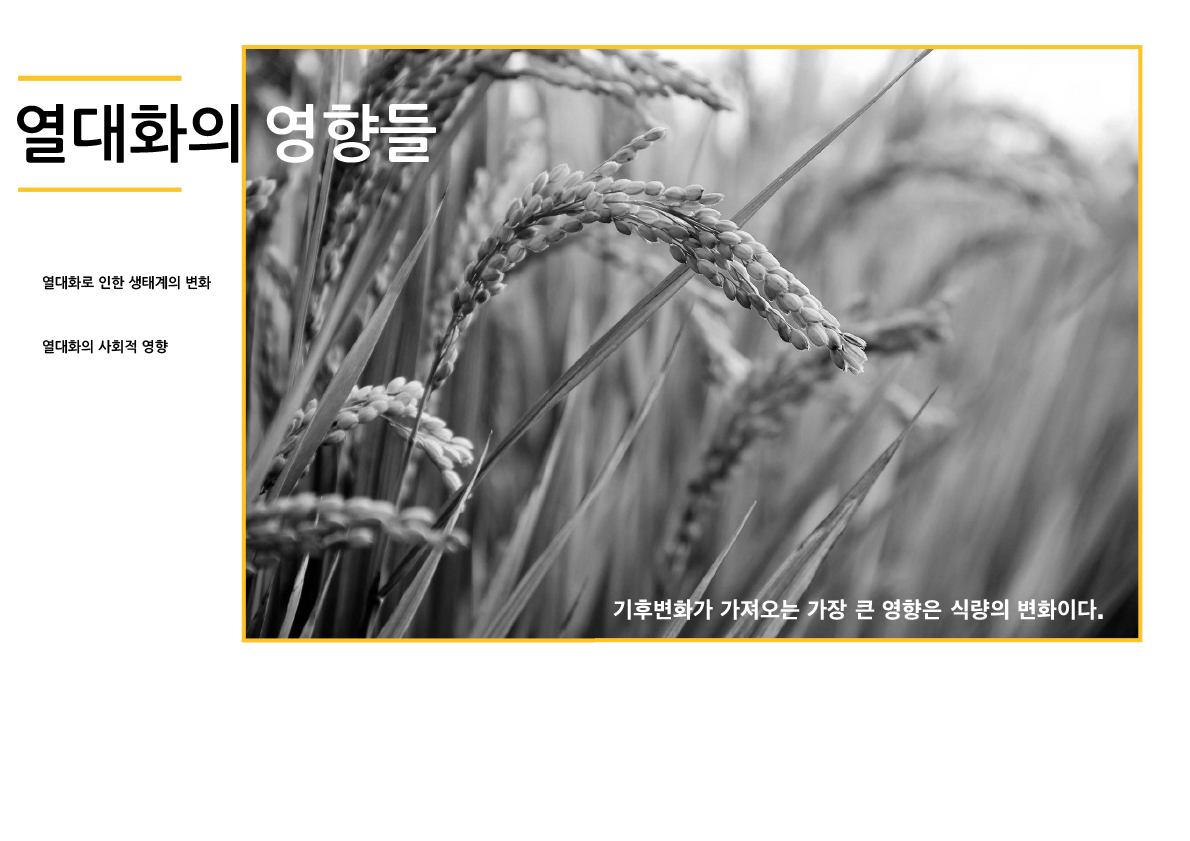 열대화의 영향들
열대화로 인한 생태계의 변화
열대화의 사회적 영향
기후변화가 가져오는 가장 큰 영향은 식량의 변화이다.